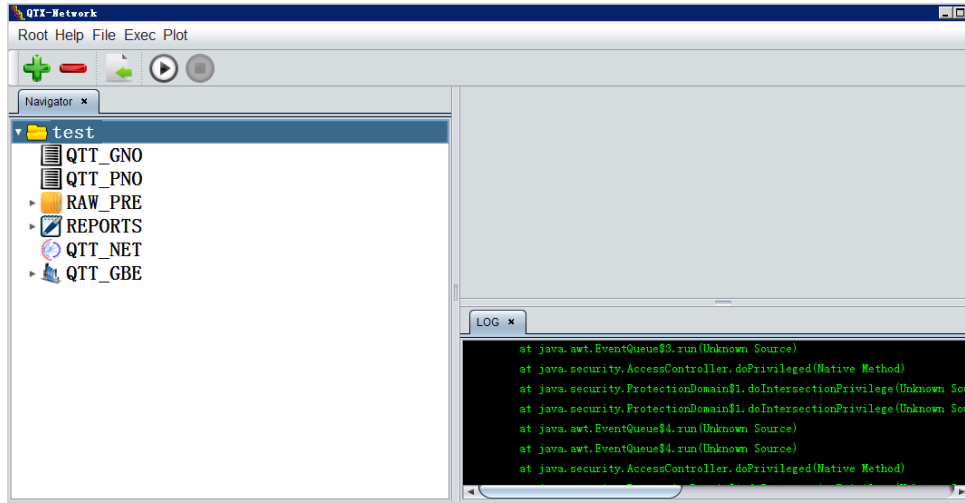 QTX-Network
Root Help File Exec Plot
Navigator ×
test
QTT_GNO
QTT_PNO
RAW_PRE
REPORTS
QTT_NET
QTT_GBE
LOG ×
at java.awt.EventQueue$3.run(Unknown Source)
at java.security.AccessController.doPrivileged(Native Method)
at java.security.ProtectionDomain$1.doIntersectionPrivilege(Unknown Sou
at java.security.ProtectionDomain$1.doIntersectionPrivilege(Unknown Sou
at java.awt.EventQueue$4.run(Unknown Source)
at java.awt.EventQueue$4.run(Unknown Source)
at java.security.AccessController.doPrivileged(Native Method)